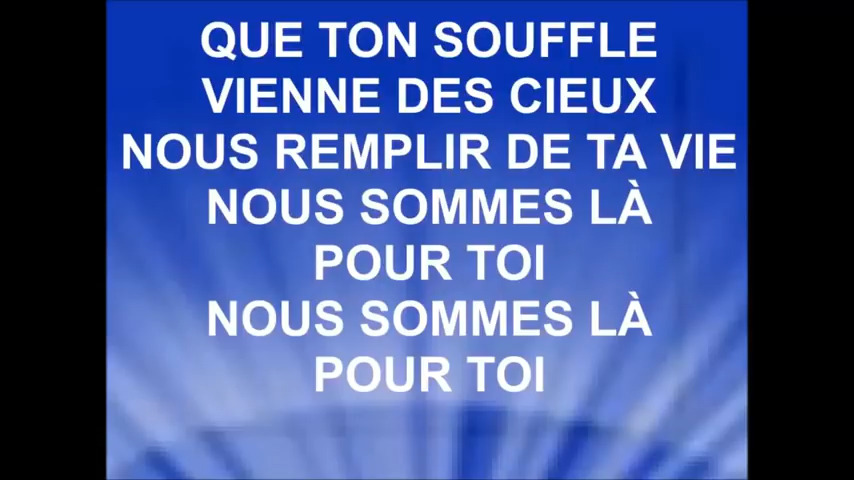 QUE TON SOUFFLE
VIENNE DES CIEUX
NOUS REMPLIR DE TA VIE
NOUS SOMMES LÀ
POUR TOI
NOUS SOMMES LÀ
POUR TOI